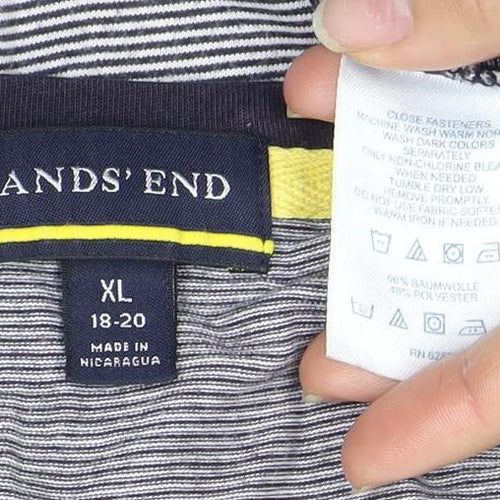 ANDS' END
XL
18-20
MADE IN
NICARAGUA
CLOSE FASTENERS.
MACHINE WASH WARM NOR
WASH DARK COLORS
SEPARATELY.
ONLY NON-CHLORINE BLEA
WHEN NEEDED
TUMBLE DRY LOW
REMOVE PROMPTLY.
DO NOT USE FABRIC SOFTE
WARM IRON IF NEEDED
60% BAUMWOLLE
40% POLYESTER
RN 62